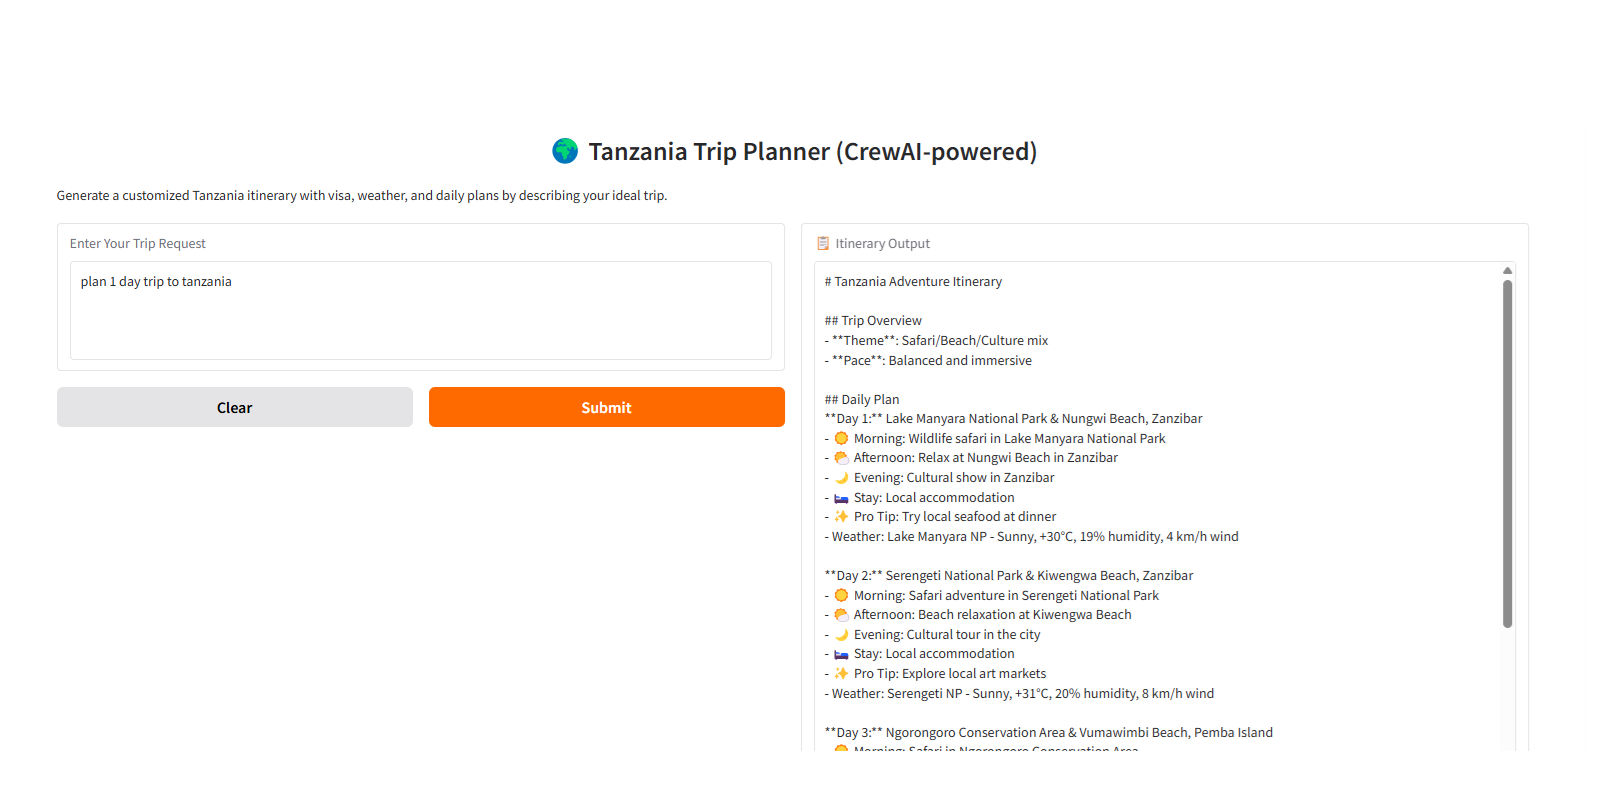 🌍 Tanzania Trip Planner (CrewAI-powered)
Generate a customized Tanzania itinerary with visa, weather, and daily plans by describing your ideal trip.
Enter Your Trip Request
plan 1 day trip to tanzania
Clear
Submit
📋 Itinerary Output
# Tanzania Adventure Itinerary
## Trip Overview
- **Theme**: Safari/Beach/Culture mix
- **Pace**: Balanced and immersive
## Daily Plan
**Day 1:** Lake Manyara National Park & Nungwi Beach, Zanzibar
- ☀️ Morning: Wildlife safari in Lake Manyara National Park
- 🌤️ Afternoon: Relax at Nungwi Beach in Zanzibar
- 🌙 Evening: Cultural show in Zanzibar
- 🛏️ Stay: Local accommodation
- ✨ Pro Tip: Try local seafood at dinner
- Weather: Lake Manyara NP - Sunny, +30°C, 19% humidity, 4 km/h wind
**Day 2:** Serengeti National Park & Kiwengwa Beach, Zanzibar
- ☀️ Morning: Safari adventure in Serengeti National Park
- 🌤️ Afternoon: Beach relaxation at Kiwengwa Beach
- 🌙 Evening: Cultural tour in the city
- 🛏️ Stay: Local accommodation
- ✨ Pro Tip: Explore local art markets
- Weather: Serengeti NP - Sunny, +31°C, 20% humidity, 8 km/h wind
**Day 3:** Ngorongoro Conservation Area & Vumawimbi Beach, Pemba Island
- ☀️ Morning: Safari in Ngorongoro Conservation Area